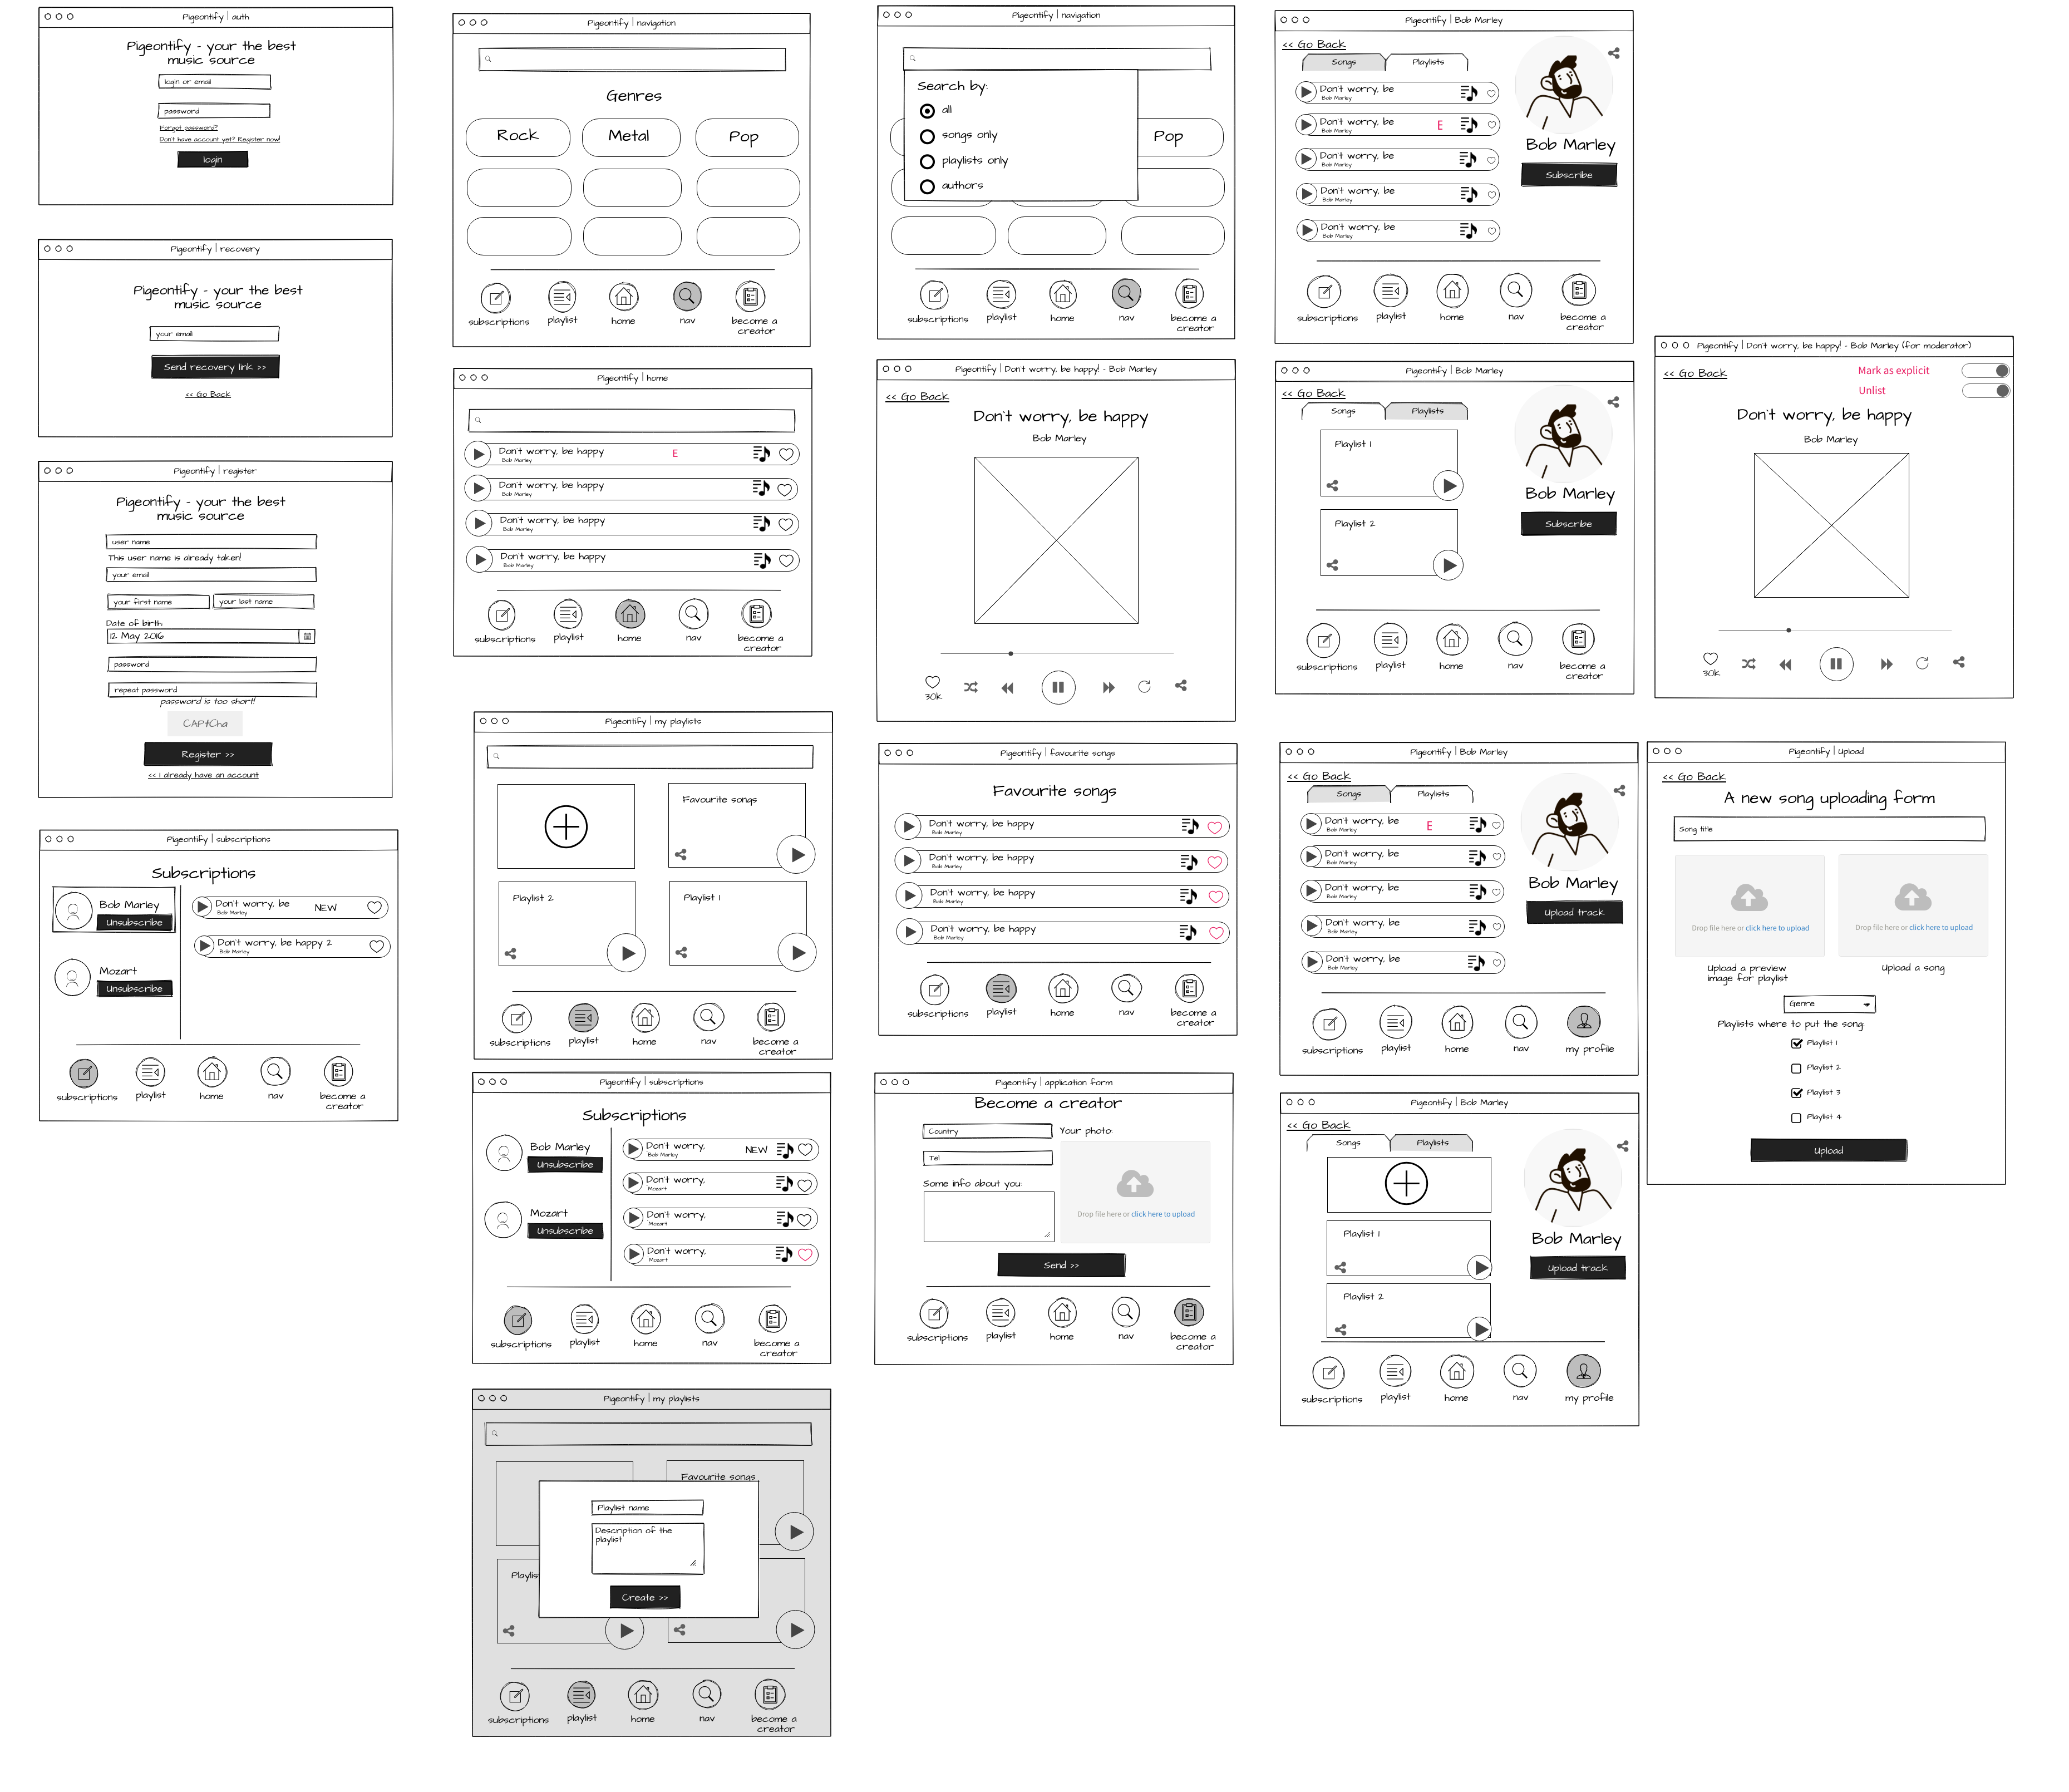 Pigeontify | auth
Pigeontify - your the best
music source
login or email
password
Forgot password?
Don't have account yet? Register now!
login
Pigeontify | recovery
Pigeontify - your the best
music source
your email
Send recovery link >>
<< Go Back
Pigeontify | register
Pigeontify - your the best
music source
user name
This user name is already taken!
your email
your first name
your last name
Date of birth
12 May 2016
password
repeat password
password is too short!
CAPtCha
Register >>
<< I already have an account
Pigeontify | subscriptions
Subscriptions
Bob Marley
Unsubscribe
Mozart
Unsubscribe
Don't worry, be
Bob Marley
NEW
Don't worry, be happy 2
Bob Marley
subscriptions
playlist
home
nav
become a
creator
Pigeontify | navigation
Genres
Rock
Metal
Pop
subscriptions
playlist
home
nav
become a
creator
Pigeontify | home
Don't worry, be happy
Bob Marley
E
Don't worry, be happy
Bob Marley
Don't worry, be happy
Bob Marley
Don't worry, be happy
Bob Marley
subscriptions
playlist
home
nav
become a
creator
Pigeontify | my playlists
Favourite songs
Playlist 2
Playlist 1
subscriptions
playlist
home
nav
become a
creator
Pigeontify | subscriptions
Subscriptions
Bob Marley
Unsubscribe
Mozart
Unsubscribe
Don't worry,
Bob Marley
NEW
Don't worry,
Mozart
Don't worry,
Mozart
Don't worry,
Mozart
subscriptions
playlist
home
nav
become a
creator
Pigeontify | my playlists
Favourite songs
Playlis
Playlist name
Description of the
playlist
Create >>
subscriptions
playlist
home
nav
become a
creator
Pigeontify | navigation
Search by:
all
songs only
playlists only
authors
Pop
subscriptions
playlist
home
nav
become a
creator
Pigeontify | Don't worry, be happy! - Bob Marley
<< Go Back
Don't worry, be happy
Bob Marley
30k
Pigeontify | favourite songs
Favourite songs
Don't worry, be happy
Bob Marley
Don't worry, be happy
Bob Marley
Don't worry, be happy
Bob Marley
Don't worry, be happy
Bob Marley
subscriptions
playlist
home
nav
become a
creator
Pigeontify | application form
Become a creator
Country
Tel
Some info about you:
Your photo:
Drop file here or click here to upload
Send >>
subscriptions
playlist
home
nav
become a
creator
Pigeontify | Bob Marley
<< Go Back
Songs
Playlists
Don't worry, be
Bob Marley
Don't worry, be
Bob Marley
E
Don't worry, be
Bob Marley
Don't worry, be
Bob Marley
Don't worry, be
Bob Marley
Bob Marley
Subscribe
subscriptions
playlist
home
nav
become a
creator
Pigeontify | Bob Marley
<< Go Back
Songs
Playlists
Playlist 1
Playlist 2
Bob Marley
Subscribe
subscriptions
playlist
home
nav
become a
creator
Pigeontify | Bob Marley
<< Go Back
Songs
Playlists
Don't worry, be
Bob Marley
E
Don't worry, be
Bob Marley
Don't worry, be
Bob Marley
Don't worry, be
Bob Marley
Don't worry, be
Bob Marley
Bob Marley
Upload track
subscriptions
playlist
home
nav
my profile
Pigeontify | Bob Marley
<< Go Back
Songs
Playlists
Playlist 1
Playlist 2
Bob Marley
Upload track
subscriptions
playlist
home
nav
my profile
Pigeontify | Don't worry, be happy! - Bob Marley (for moderator)
<< Go Back
Mark as explicit
Unlist
Don't worry, be happy
Bob Marley
30k
Pigeontify | Upload
<< Go Back
A new song uploading form
Song title
Drop file here or click here to upload
Upload a preview
image for playlist
Drop file here or click here to upload
Upload a song
Genre
Playlists where to put the song:
Playlist 1
Playlist 2
Playlist 3
Playlist 4
Upload